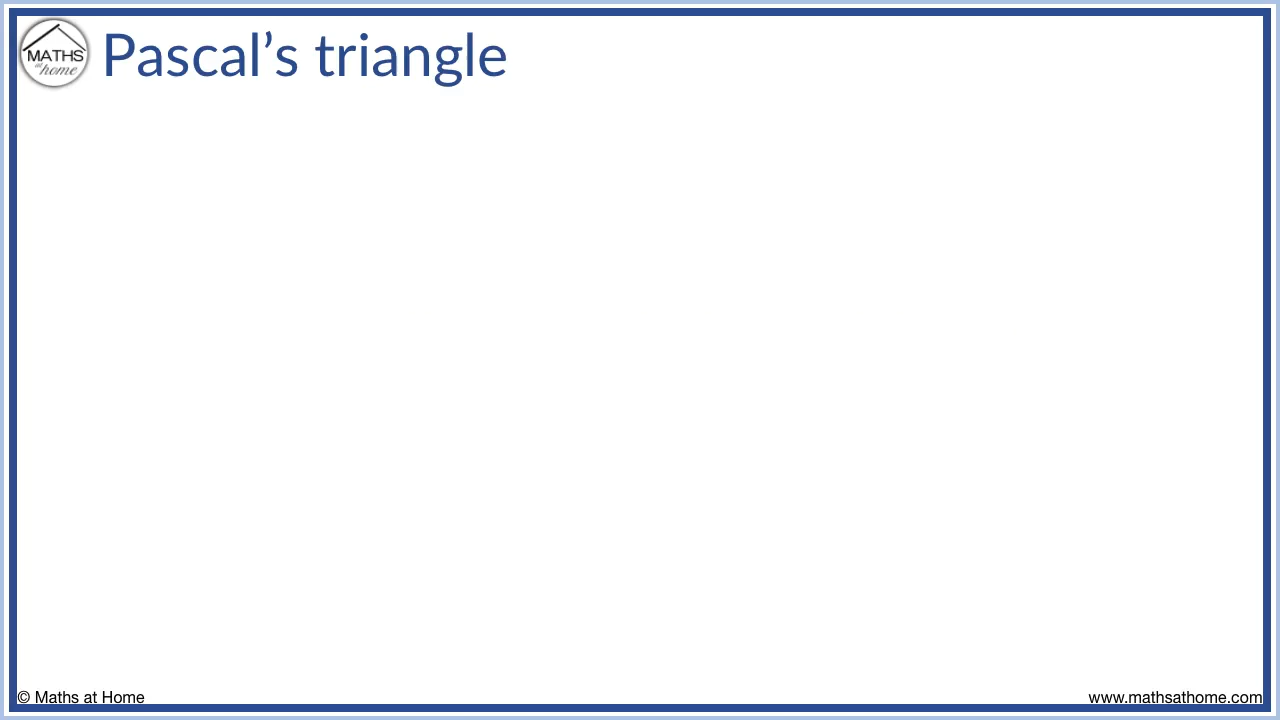 MATHS
at home
Pascal’s triangle
© Maths at Home
www.mathsathome.com